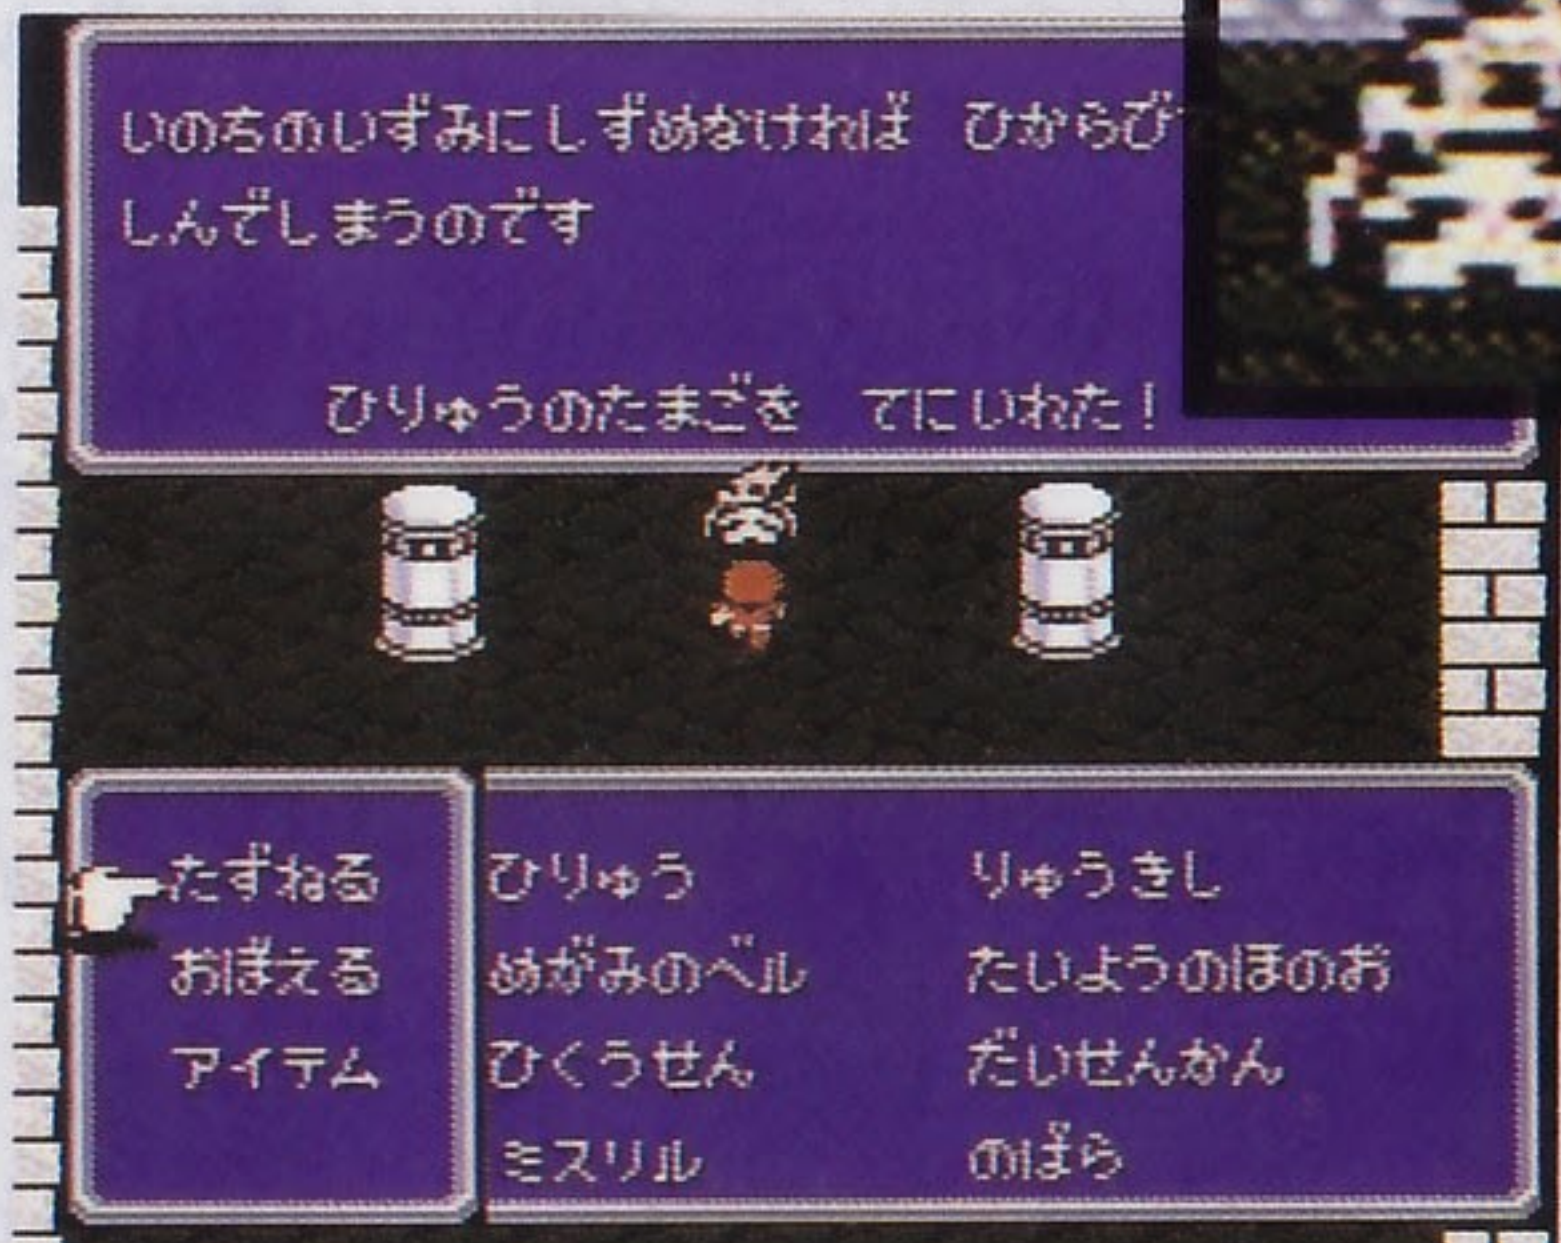 いのちのいずみにしずめなければ ひからび
しんでしまうのです
ひりゅうのたまごを てにいれた!
たずねる ひりゅう りゅうきし
おぼえる めがみのベル たいようのほのお
アイテム ひくうせん だいせんかん
ミスリル のばら